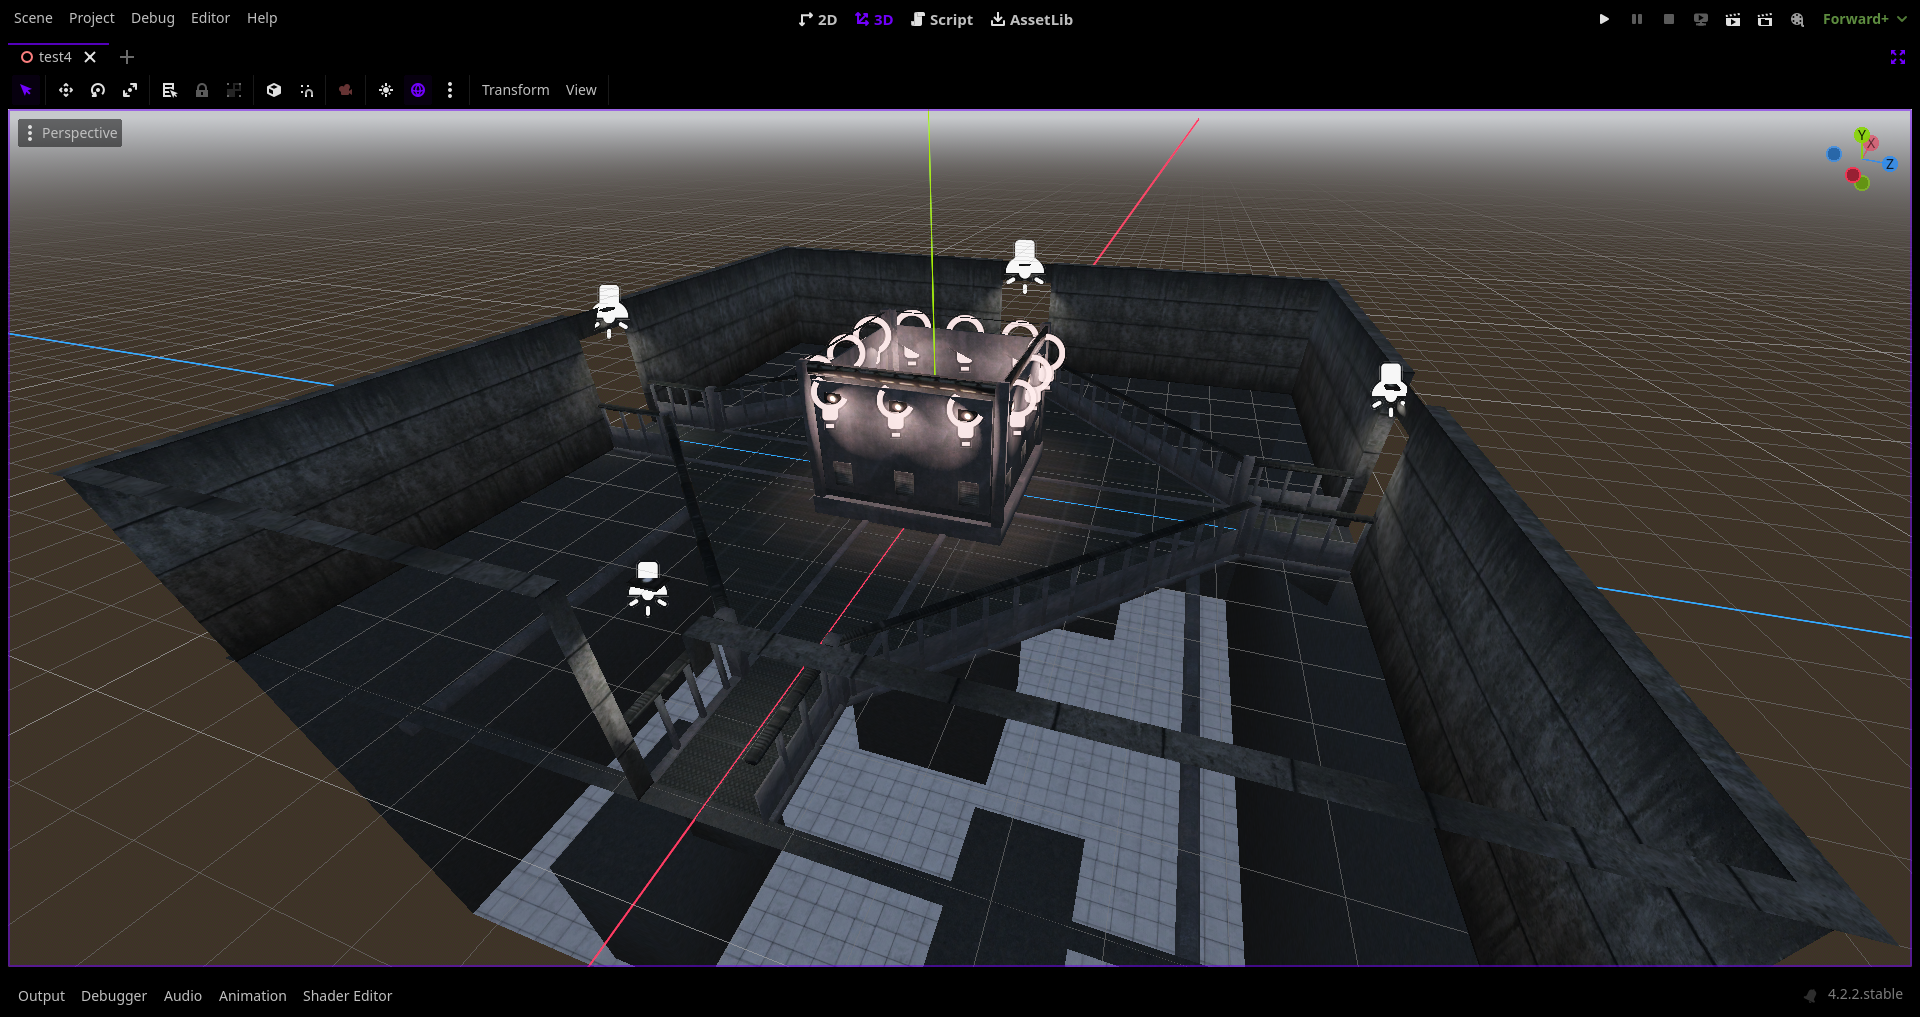 Scene Project Debug Editor Help
2D 3D Script AssetLib
Forward+
test4
Transform View
Perspective
Y
X
Z
Output Debugger Audio Animation Shader Editor
4.2.2.stable